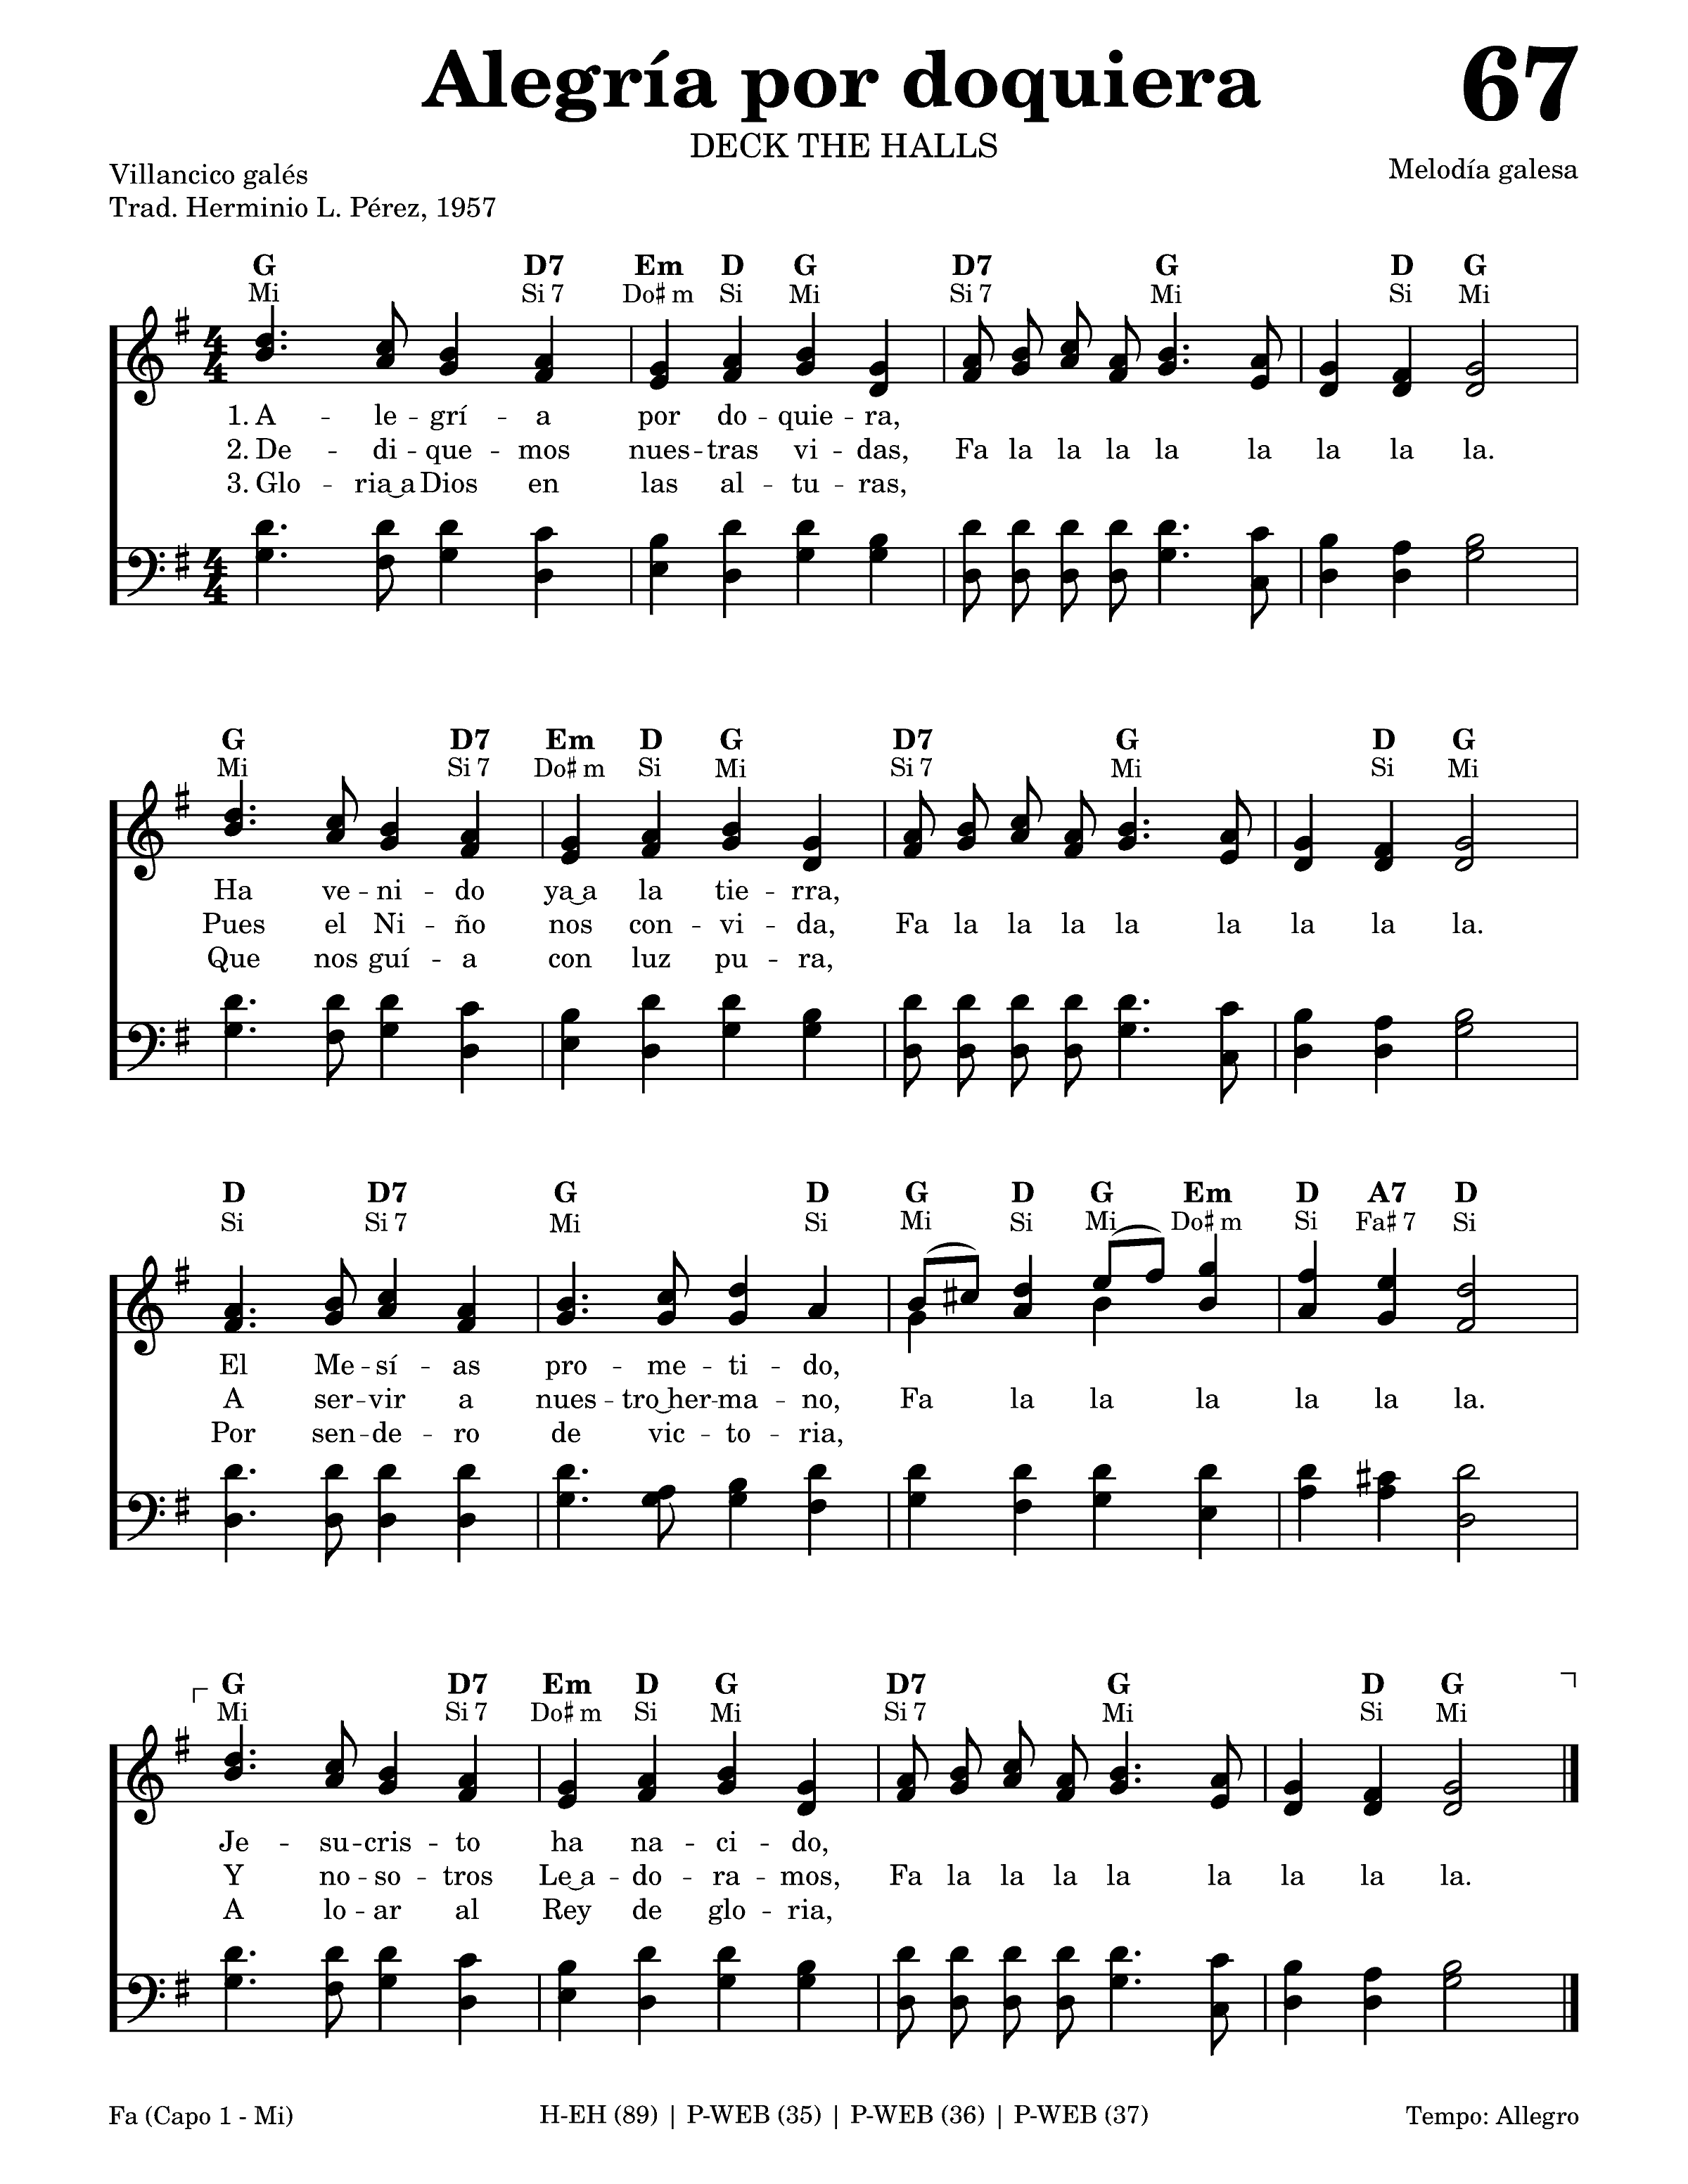 Alegría por doquiera
67
DECK THE HALLS
Villancico galés
Melodía galesa
Trad. Herminio L. Pérez, 1957
G D7 Em D G D7 G D G
Mi Si 7 Do♯ m Si Mi Si 7 Mi Si Mi
4 4
1. A -- le -- grí -- a por do -- quie -- ra,
2. De -- di -- que -- mos nues -- tras vi -- das, Fa la la la la la la la la.
3. Glo -- ria‿a Dios en las al -- tu -- ras,
4 4
G D7 Em D G D7 G D G
Mi Si 7 Do♯ m Si Mi Si 7 Mi Si Mi
Ha ve -- ni -- do ya‿a la tie -- rra,
Pues el Ni -- ño nos con -- vi -- da, Fa la la la la la la la la.
Que nos guí -- a con luz pu -- ra,
D D7 G D G D G Em D A7 D
Si Si 7 Mi Si Mi Si Mi Do♯ m Si Fa♯ 7 Si
El Me -- sí -- as pro -- me -- ti -- do,
A ser -- vir a nues -- tro‿her -- ma -- no, Fa la la la la la la.
Por sen -- de -- ro de vic -- to -- ria,
G D7 Em D G D7 G D G
Mi Si 7 Do♯ m Si Mi Si 7 Mi Si Mi
Je -- su -- cris -- to ha na -- ci -- do,
Y no -- so -- tros Le‿a -- do -- ra -- mos, Fa la la la la la la la la.
A lo -- ar al Rey de glo -- ria,
Fa (Capo 1 - Mi)
H-EH (89) | P-WEB (35) | P-WEB (36) | P-WEB (37)
Tempo: Allegro